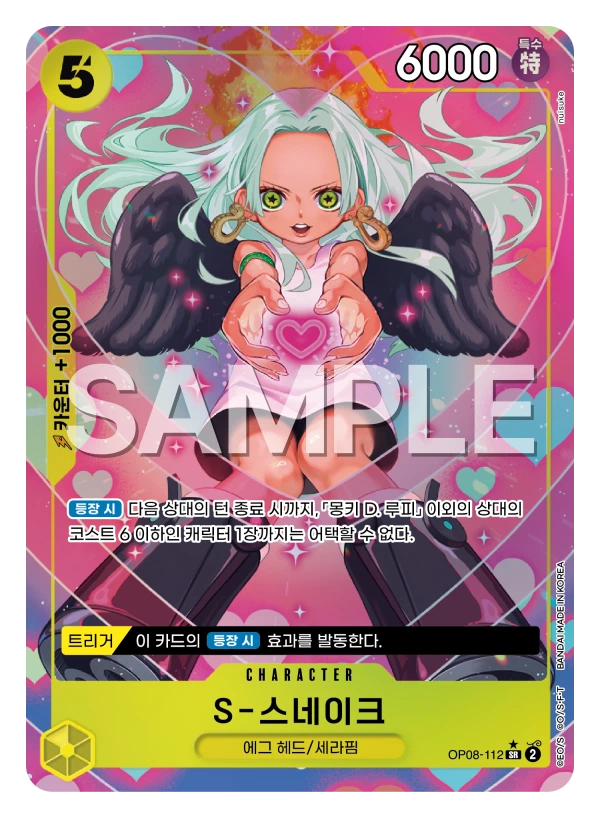 5
6000
특수
特
nuisuke
카운터 +1000
SAMPLE
등장 시 다음 상대의 턴 종료 시까지, 「몽키 D. 루피」 이외의 상대의
코스트 6 이하인 캐릭터 1장까지는 어택할 수 없다.
트리거 이 카드의 등장 시 효과를 발동한다.
CHARACTER
S-스네이크
에그 헤드/세라핌
OP08-112 SR 2
©EO/S ©O/S·F·T BANDAI MADE IN KOREA